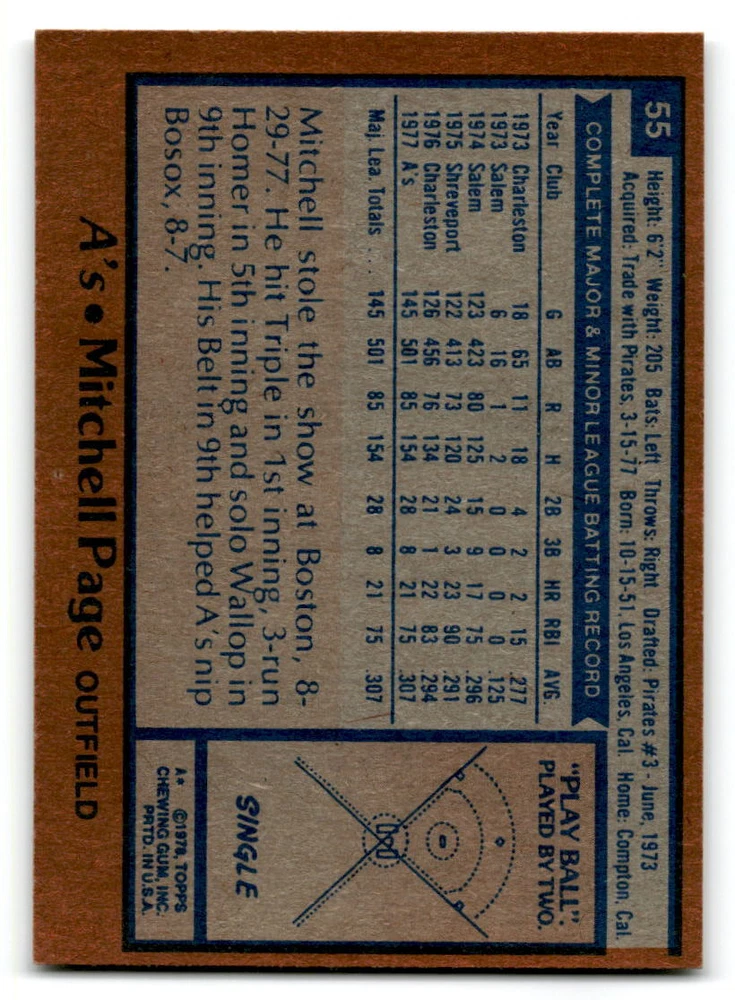 55
Height: 6'2" Weight: 205 Bats: Left Throws: Right Drafted: Pirates #3 - June, 1973
Acquired: Trade with Pirates, 3-15-77 Born: 10-15-51, Los Angeles, Cal. Home: Compton, Cal.
COMPLETE MAJOR & MINOR LEAGUE BATTING RECORD
Year Club G AB R H 2B 3B HR RBI AVG.
1973 Charleston 18 65 11 18 4 2 2 15 .277
1973 Salem 6 16 1 2 0 0 0 0 .125
1974 Salem 123 423 80 125 15 9 17 75 .296
1975 Shreveport 122 413 73 120 24 3 23 90 .291
1976 Charleston 126 456 76 134 21 1 22 83 .294
1977 A's 145 501 85 154 28 8 21 75 .307
Maj. Lea. Totals ... 145 501 85 154 28 8 21 75 .307
Mitchell stole the show at Boston, 8-
29-77. He hit Triple in 1st inning, 3-run
Homer in 5th inning and solo Wallop in
9th inning. His Belt in 9th helped A's nip
Bosox, 8-7.
"PLAY BALL".
PLAYED BY TWO.
SINGLE
A* ©1978, TOPPS
CHEWING GUM, INC.
PRTD. IN U.S.A.
A's • Mitchell Page OUTFIELD